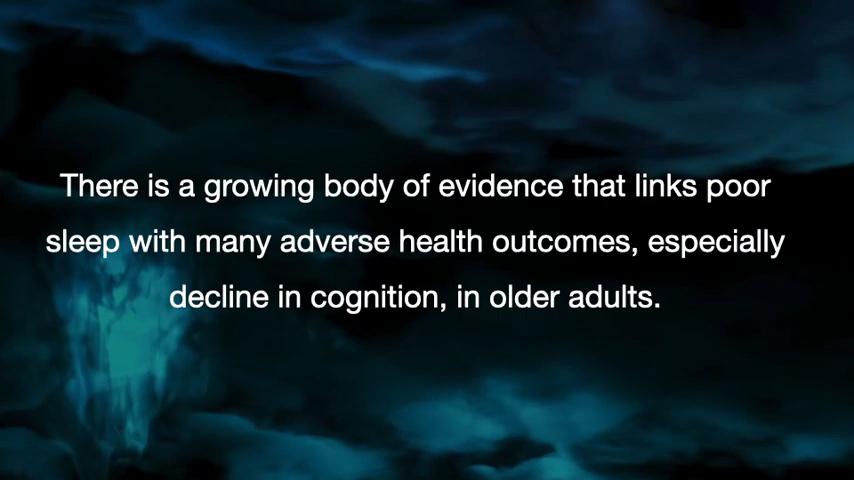 There is a growing body of evidence that links poor
sleep with many adverse health outcomes, especially
decline in cognition, in older adults.